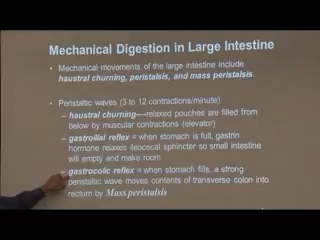 Mechanical Digestion in Large Intestine
• Mechanical movements of the large intestine include
haustral churning, peristalsis, and mass peristalsis.
• Peristaltic waves (3 to 12 contractions/minute)
– haustral churning----relaxed pouches are filled from
below by muscular contractions (elevator)
– gastroilial reflex = when stomach is full, gastrin
hormone relaxes ileocecal sphincter so small intestine
will empty and make room
– gastrocolic reflex = when stomach fills, a strong
peristaltic wave moves contents of transverse colon into
rectum by Mass peristalsis